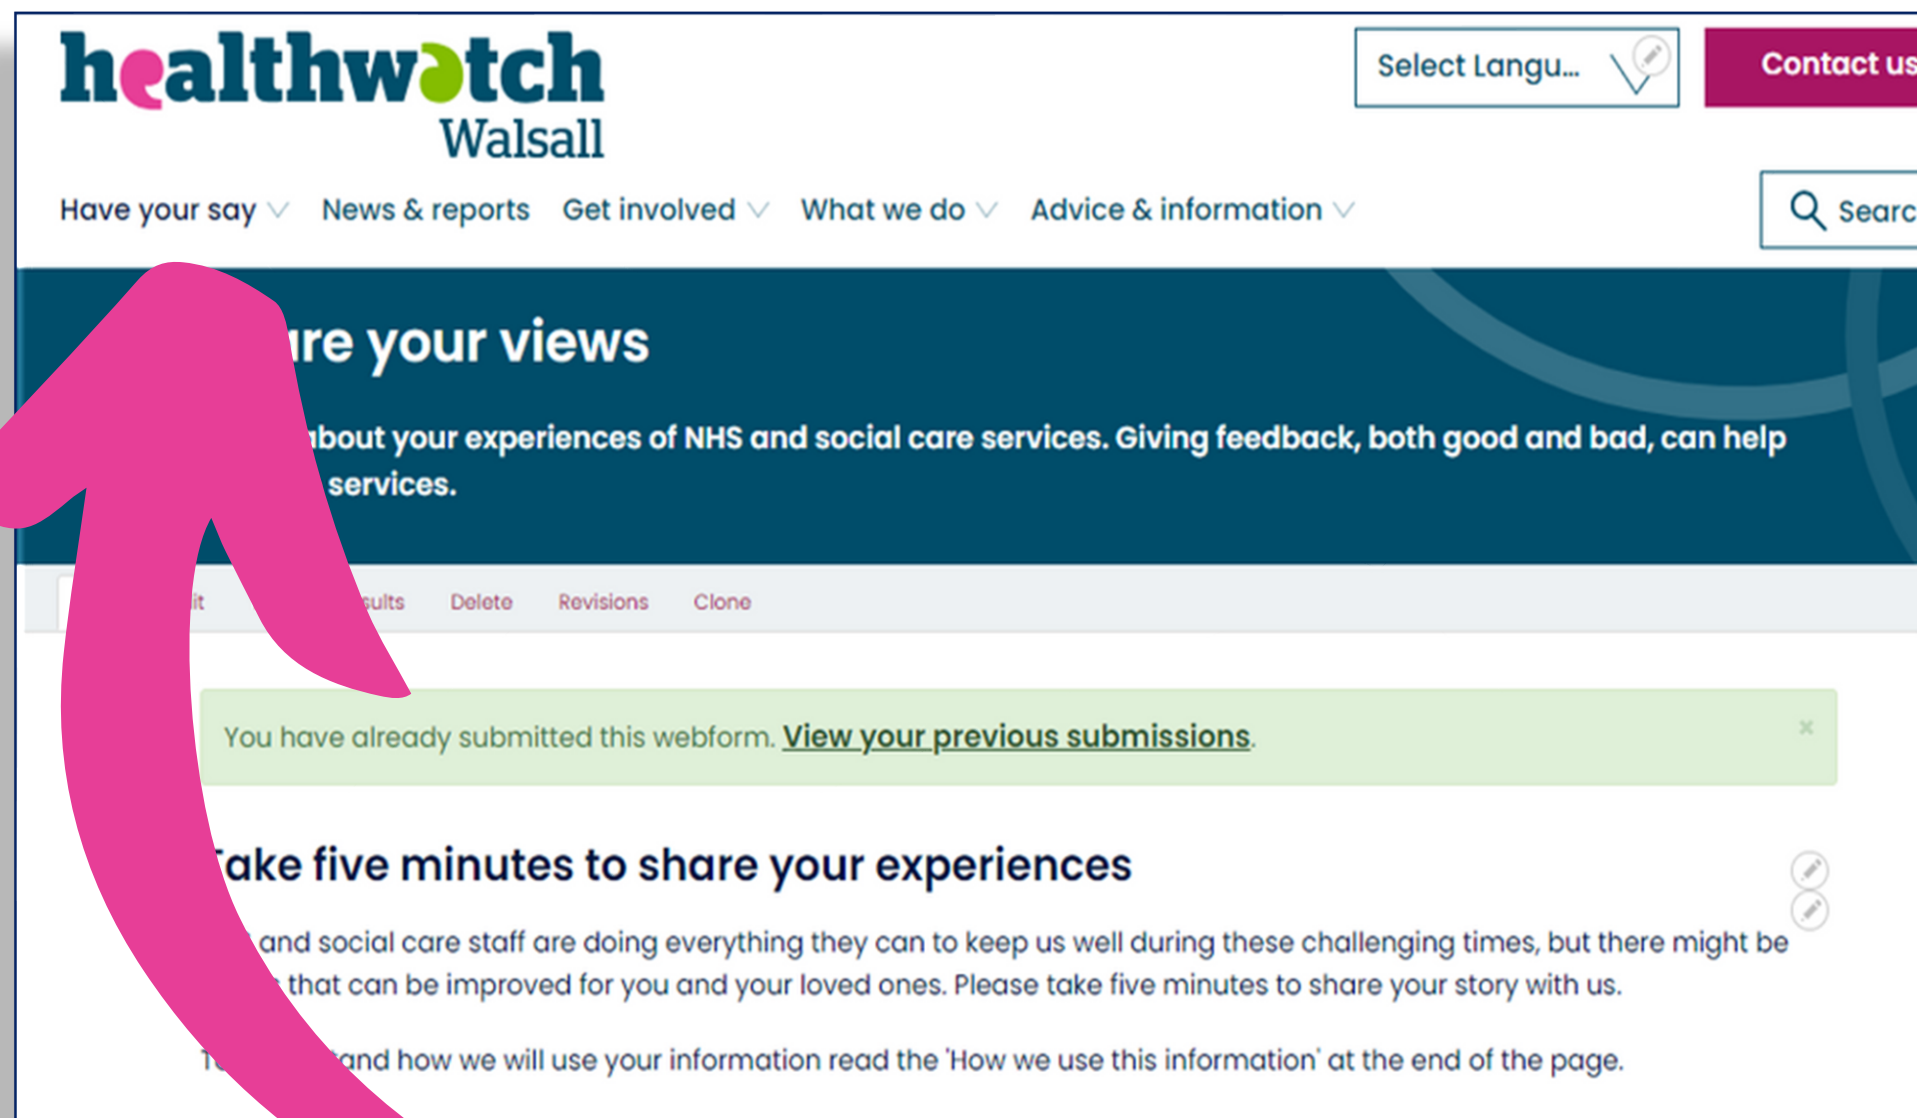 healthwatch
Walsall
Select Langu...
Contact us
Have your say
News & reports
Get involved
What we do
Advice & information
your views
about your experiences of NHS and social care services. Giving feedback, both good and bad, can help
services.
Delete
Revisions
Clone
You have already submitted this webform. View your previous submissions.
×
five minutes to share your experiences
and social care staff are doing everything they can to keep us well during these challenging times, but there might be
that can be improved for you and your loved ones. Please take five minutes to share your story with us.
how we will use your information read the 'How we use this information' at the end of the page.